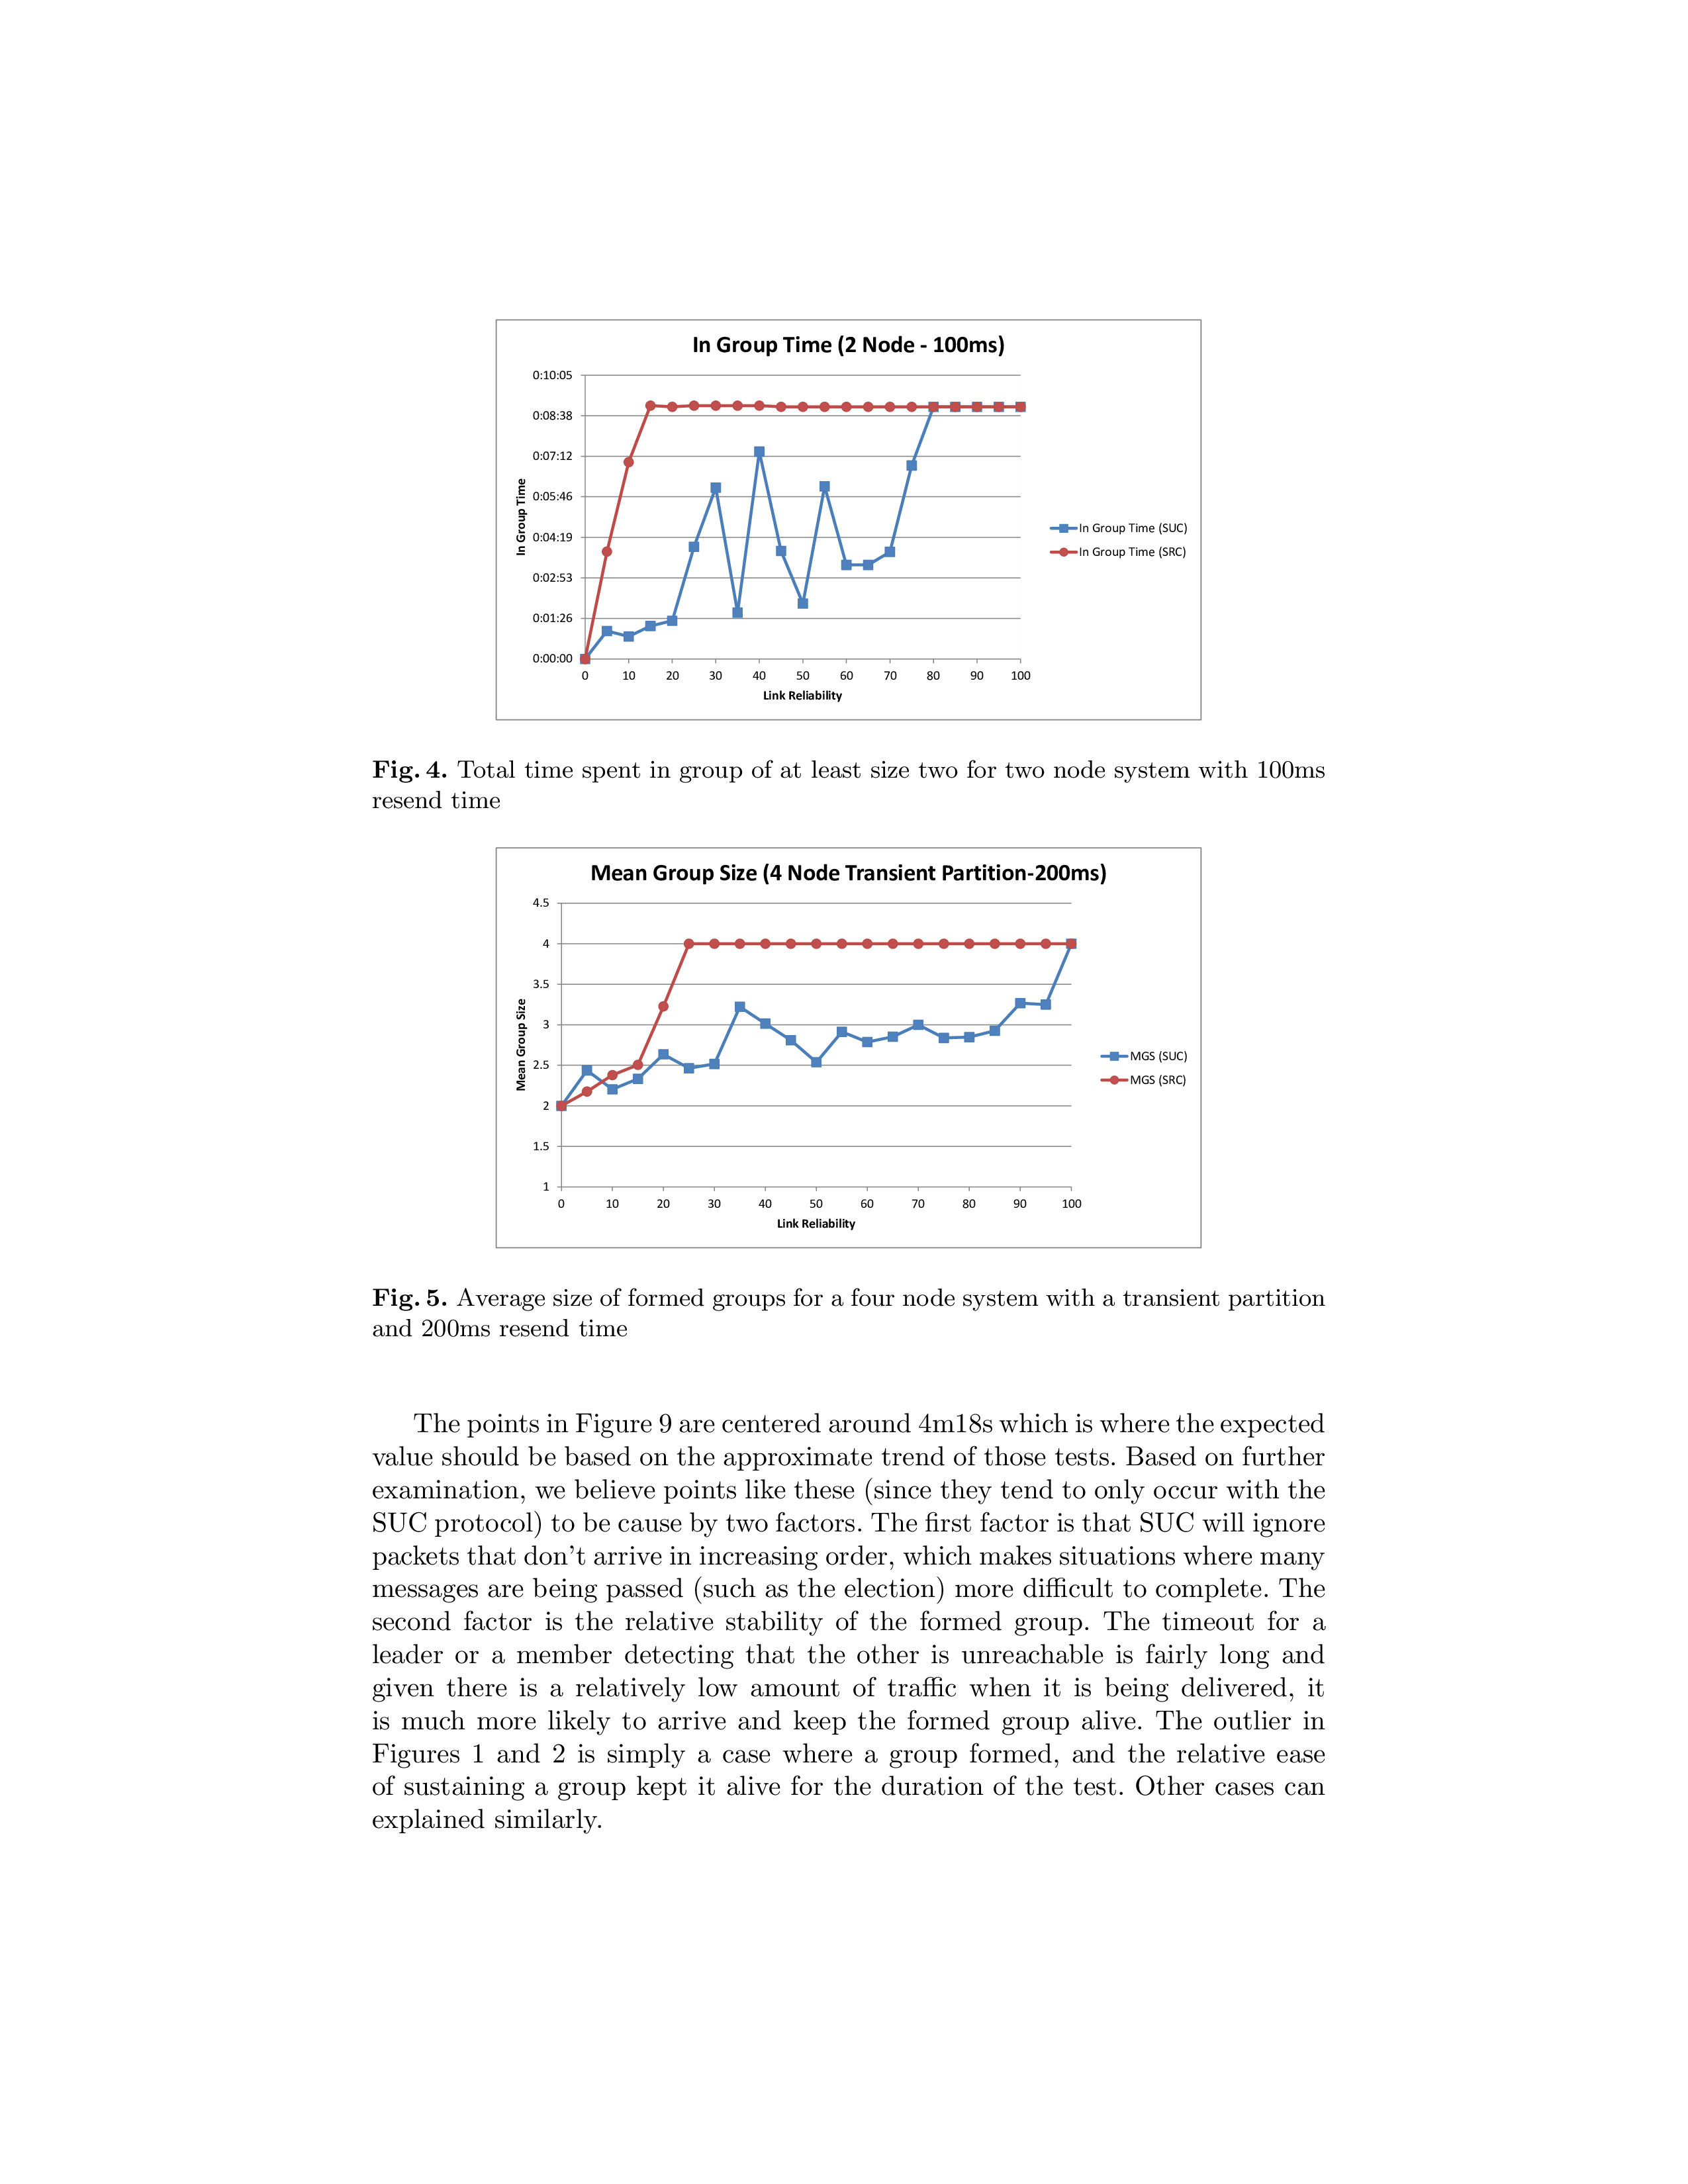 In Group Time (2 Node - 100ms)
0:10:05
0:08:38
0:07:12
0:05:46
0:04:19
0:02:53
0:01:26
0:00:00
In Group Time
0 10 20 30 40 50 60 70 80 90 100
Link Reliability
In Group Time (SUC)
In Group Time (SRC)
Fig. 4. Total time spent in group of at least size two for two node system with 100ms
resend time
Mean Group Size (4 Node Transient Partition-200ms)
4.5
4
3.5
3
2.5
2
1.5
1
Mean Group Size
0 10 20 30 40 50 60 70 80 90 100
Link Reliability
MGS (SUC)
MGS (SRC)
Fig. 5. Average size of formed groups for a four node system with a transient partition
and 200ms resend time
The points in Figure 9 are centered around 4m18s which is where the expected
value should be based on the approximate trend of those tests. Based on further
examination, we believe points like these (since they tend to only occur with the
SUC protocol) to be cause by two factors. The first factor is that SUC will ignore
packets that don't arrive in increasing order, which makes situations where many
messages are being passed (such as the election) more difficult to complete. The
second factor is the relative stability of the formed group. The timeout for a
leader or a member detecting that the other is unreachable is fairly long and
given there is a relatively low amount of traffic when it is being delivered, it
is much more likely to arrive and keep the formed group alive. The outlier in
Figures 1 and 2 is simply a case where a group formed, and the relative ease
of sustaining a group kept it alive for the duration of the test. Other cases can
explained similarly.